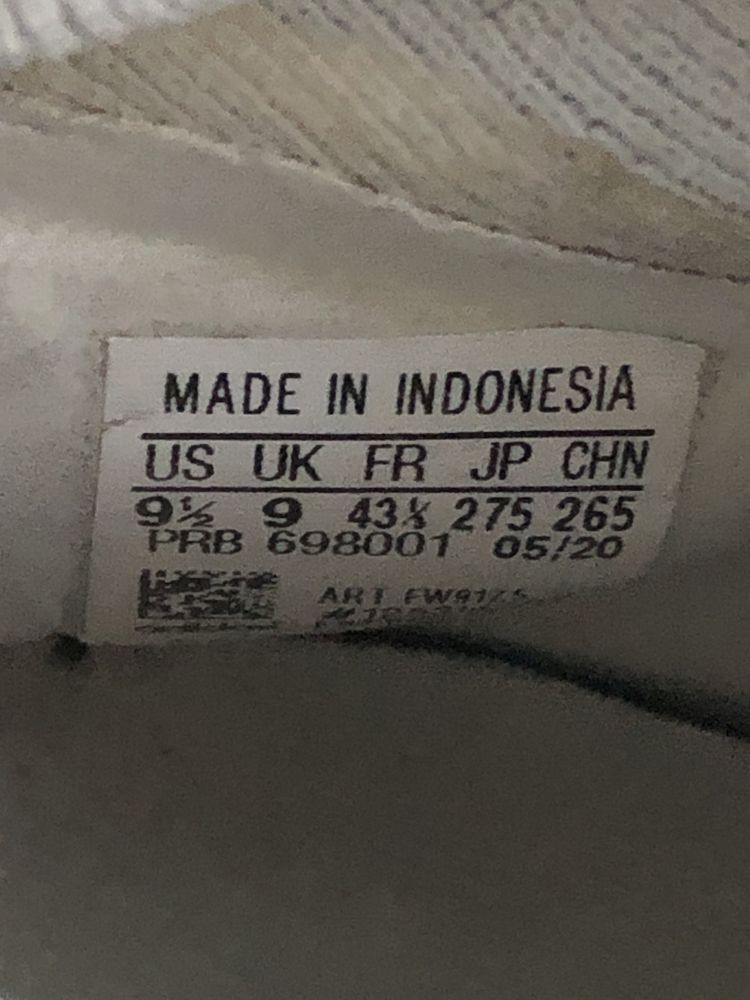 MADE IN INDONESIA
US UK FR JP CHN
9½ 9 43⅓ 275 265
PRB 698001 05/20
ART